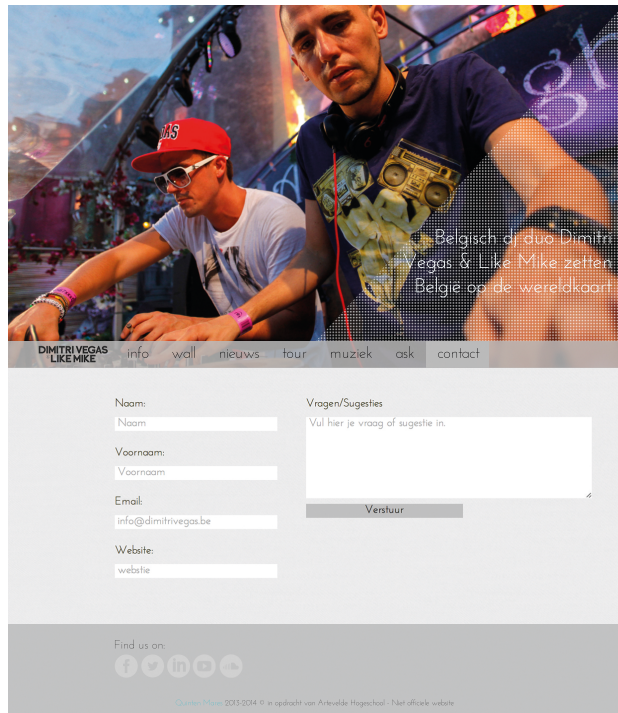 Belgisch dj duo Dimitri
Vegas & Like Mike zetten
België op de wereldkaart
DIMITRI VEGAS
LIKE MIKE
info wall nieuws tour muziek ask contact
Naam:
Naam
Voornaam:
Voornaam
Email:
info@dimitrivegas.be
Website:
webstie
Vragen/Sugesties
Vul hier je vraag of sugestie in.
Verstuur
Find us on:
2013-2014 © in opdracht van Artevelde Hogeschool - Niet officiele website